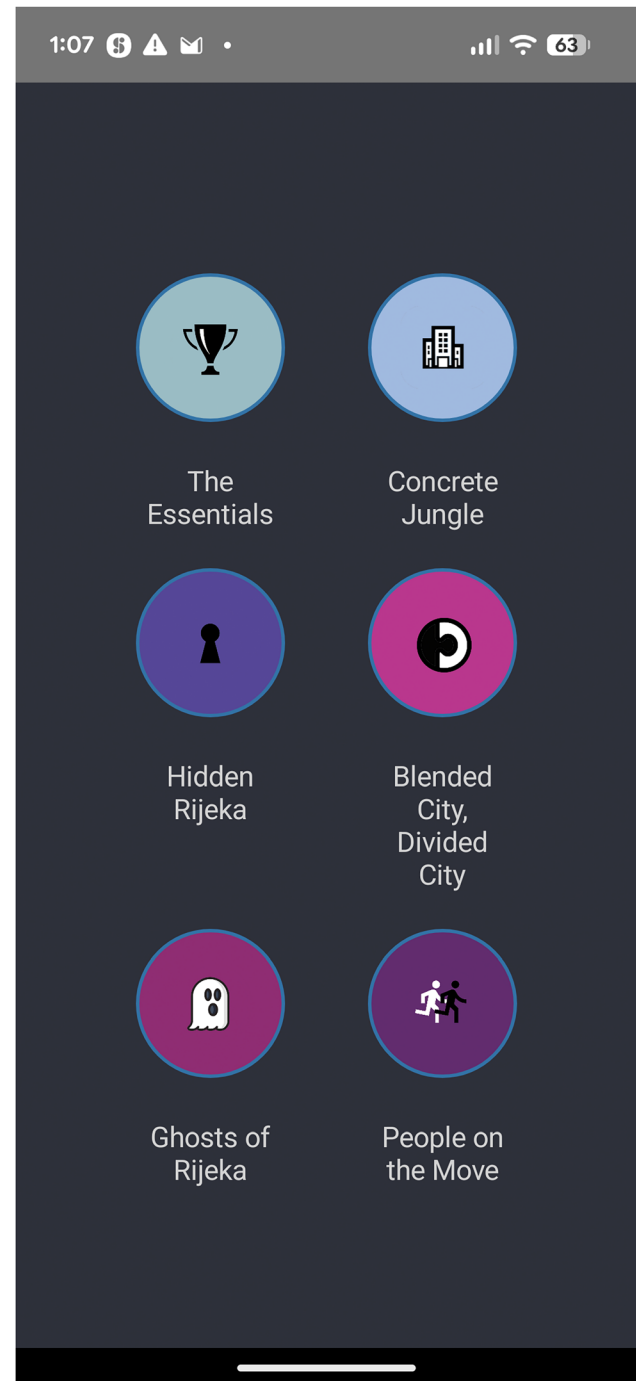 1:07
63
The
Essentials
Concrete
Jungle
Hidden
Rijeka
Blended
City,
Divided
City
Ghosts of
Rijeka
People on
the Move